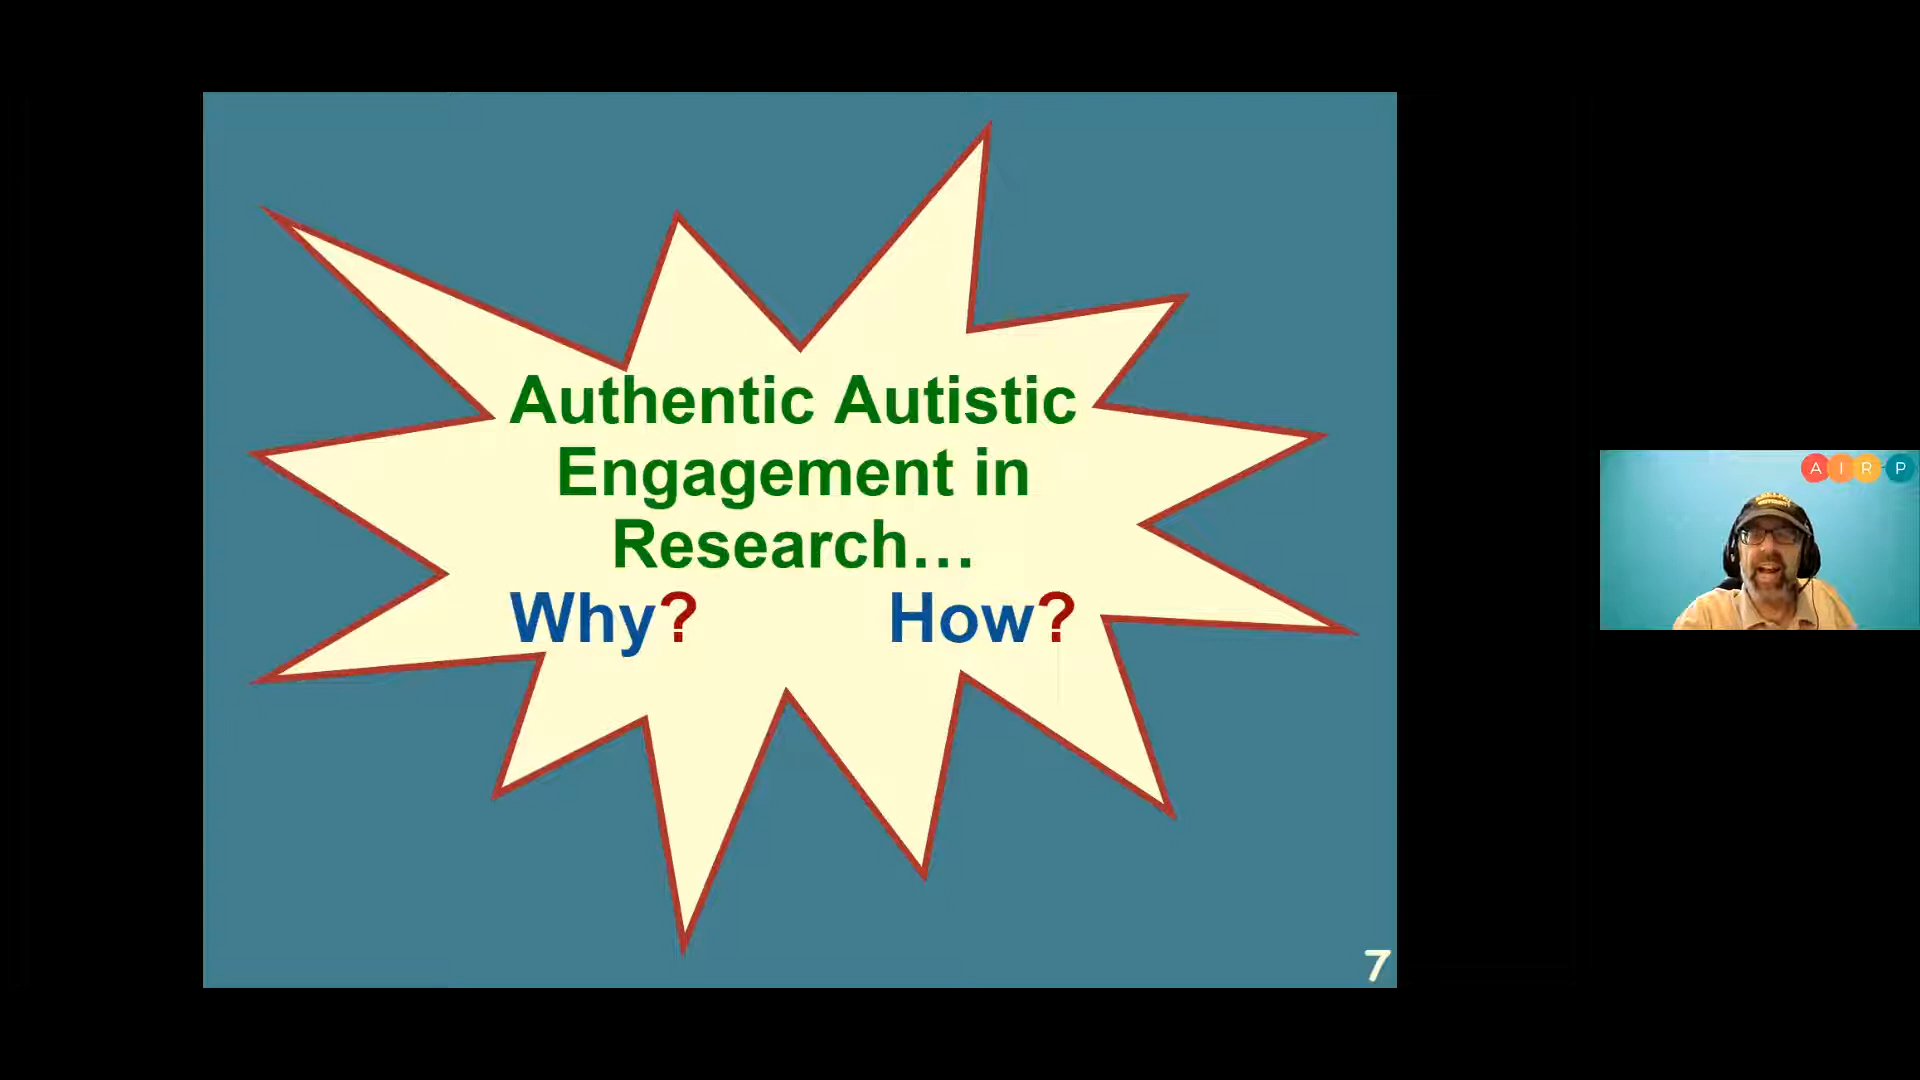 Authentic Autistic
Engagement in
Research…
Why? How?
7
A I R P